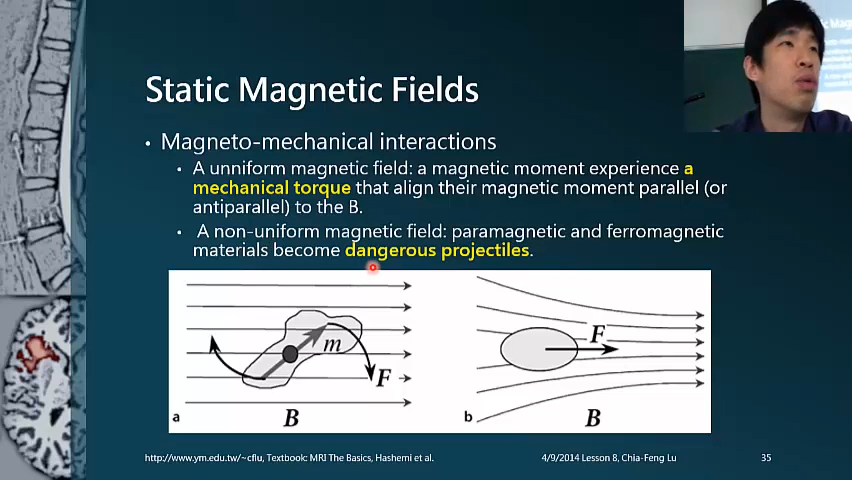 Static Magnetic Fields
• Magneto-mechanical interactions
• A unniform magnetic field: a magnetic moment experience a
mechanical torque that align their magnetic moment parallel (or
antiparallel) to the B.
• A non-uniform magnetic field: paramagnetic and ferromagnetic
materials become dangerous projectiles.
m
F
a
B
F
b
B
http://www.ym.edu.tw/~cflu, Textbook: MRI The Basics, Hashemi et al.
4/9/2014 Lesson 8, Chia-Feng Lu
35